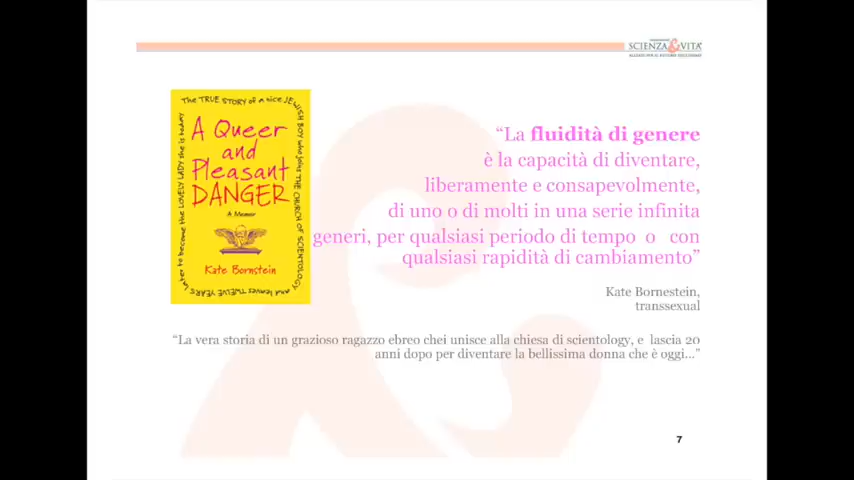 SCIENZA&VITA
The TRUE STORY of a nice JEWISH BOY who joins THE CHURCH OF SCIENTOLOGY
and leaves TWELVE YEARS later to become the LOVELY LADY she is today
A Queer
and
Pleasant
DANGER
A Memoir
Kate Bornstein
“La fluidità di genere
è la capacità di diventare,
liberamente e consapevolmente,
di uno o di molti in una serie infinita
generi, per qualsiasi periodo di tempo o con
qualsiasi rapidità di cambiamento”
Kate Bornestein,
transsexual
“La vera storia di un grazioso ragazzo ebreo chei unisce alla chiesa di scientology, e lascia 20
anni dopo per diventare la bellissima donna che è oggi...”
7